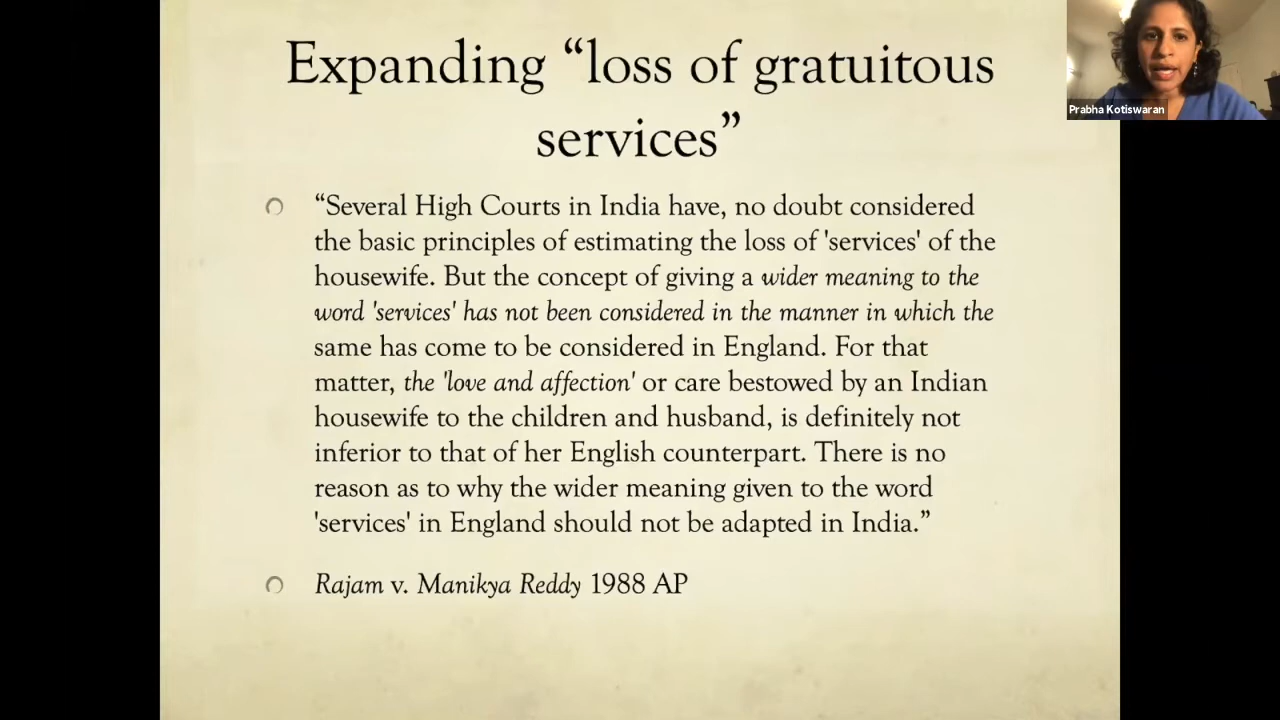 Expanding “loss of gratuitous
services”
Prabha Kotiswaran
“Several High Courts in India have, no doubt considered
the basic principles of estimating the loss of 'services' of the
housewife. But the concept of giving a wider meaning to the
word 'services' has not been considered in the manner in which the
same has come to be considered in England. For that
matter, the 'love and affection' or care bestowed by an Indian
housewife to the children and husband, is definitely not
inferior to that of her English counterpart. There is no
reason as to why the wider meaning given to the word
'services' in England should not be adapted in India.”
Rajam v. Manikya Reddy 1988 AP